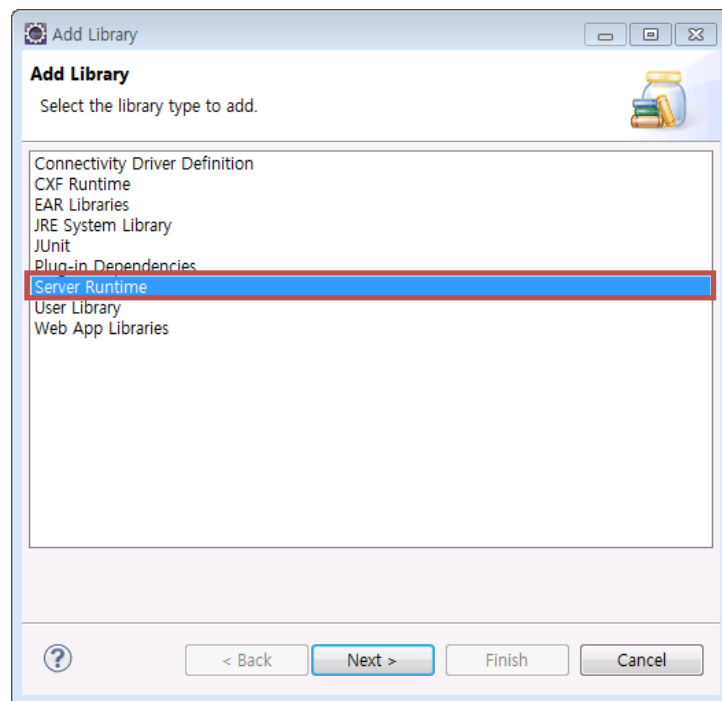 Add Library
Add Library
Select the library type to add.
Connectivity Driver Definition
CXF Runtime
EAR Libraries
JRE System Library
JUnit
Plug-in Dependencies
Server Runtime
User Library
Web App Libraries
?
< Back Next > Finish Cancel